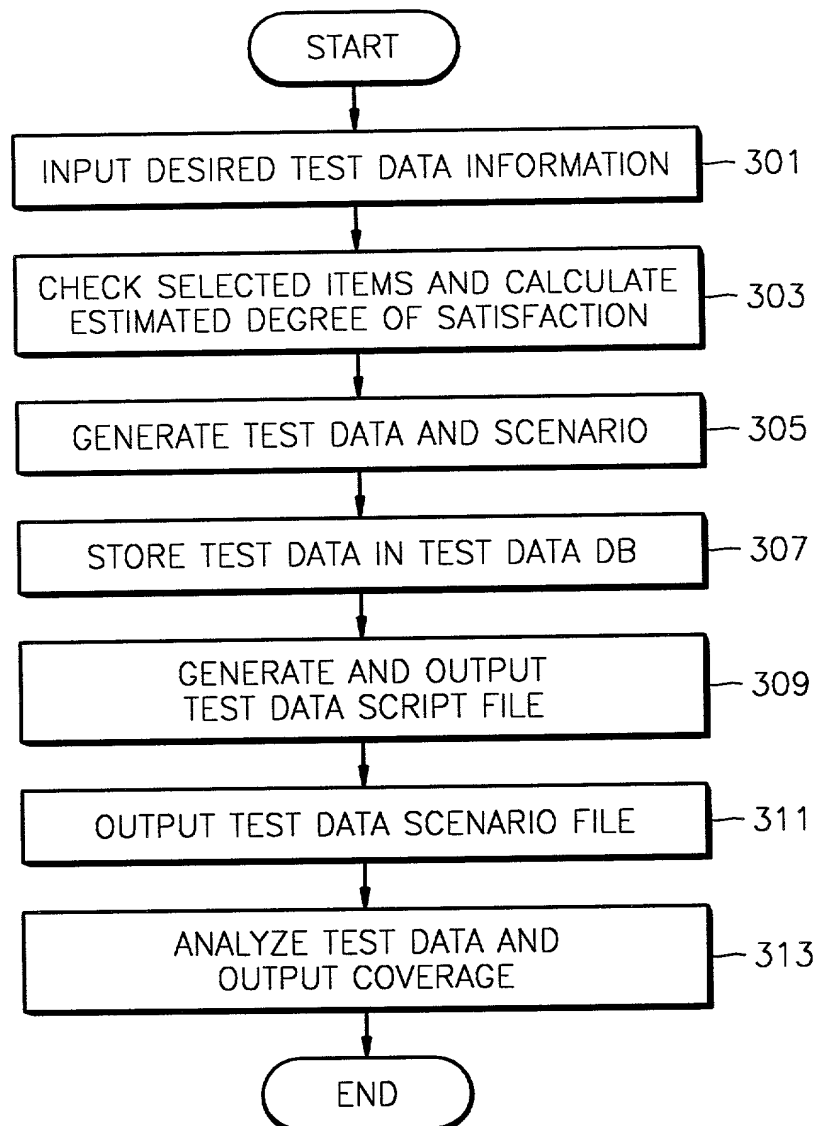 START
INPUT DESIRED TEST DATA INFORMATION
301
CHECK SELECTED ITEMS AND CALCULATE
ESTIMATED DEGREE OF SATISFACTION
303
GENERATE TEST DATA AND SCENARIO
305
STORE TEST DATA IN TEST DATA DB
307
GENERATE AND OUTPUT
TEST DATA SCRIPT FILE
309
OUTPUT TEST DATA SCENARIO FILE
311
ANALYZE TEST DATA AND
OUTPUT COVERAGE
313
END